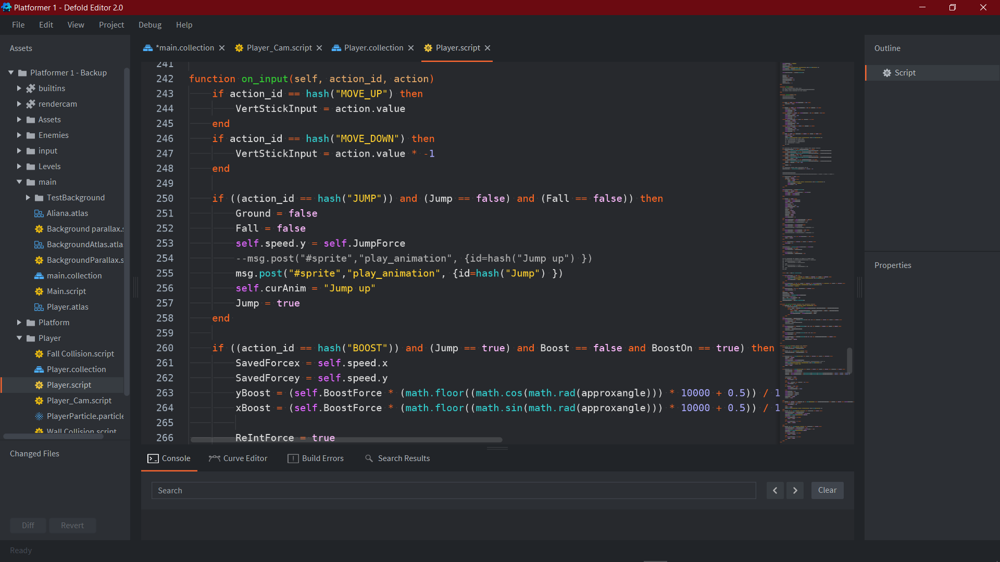 Platformer 1 - Defold Editor 2.0
File Edit View Project Debug Help
Assets
Platformer 1 - Backup
builtins
rendercam
Assets
Enemies
input
Levels
main
TestBackground
Aliana.atlas
Background parallax.s
BackgroundAtlas.atla
BackgroundParallax.s
main.collection
Main.script
Player.atlas
Platform
Player
Fall Collision.script
Player.collection
Player.script
Player_Cam.script
PlayerParticle.particle
Wall Collision.script
Changed Files
Diff Revert
Ready
*main.collection Player_Cam.script Player.collection Player.script
241
242 function on_input(self, action_id, action)
243 if action_id == hash("MOVE_UP") then
244 VertStickInput = action.value
245 end
246 if action_id == hash("MOVE_DOWN") then
247 VertStickInput = action.value * -1
248 end
249
250 if ((action_id == hash("JUMP")) and (Jump == false) and (Fall == false)) then
251 Ground = false
252 Fall = false
253 self.speed.y = self.JumpForce
254 --msg.post("#sprite","play_animation", {id=hash("Jump up") })
255 msg.post("#sprite","play_animation", {id=hash("Jump") })
256 self.curAnim = "Jump up"
257 Jump = true
258 end
259
260 if ((action_id == hash("BOOST")) and (Jump == true) and Boost == false and BoostOn == true) then
261 SavedForcex = self.speed.x
262 SavedForcey = self.speed.y
263 yBoost = (self.BoostForce * (math.floor((math.cos(math.rad(approxangle))) * 10000 + 0.5)) / 1
264 xBoost = (self.BoostForce * (math.floor((math.sin(math.rad(approxangle))) * 10000 + 0.5)) / 1
265
266 ReIntForce = true
Console Curve Editor Build Errors Search Results
Search
Clear
Outline
Script
Properties